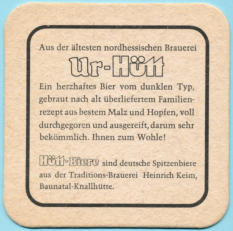 Aus der ältesten nordhessischen Brauerei
Ur-Hütt
Ein herzhaftes Bier vom dunklen Typ,
gebraut nach alt überliefertem Familien-
rezept aus bestem Malz und Hopfen, voll
durchgegoren und ausgereift, darum sehr
bekömmlich. Ihnen zum Wohle!
Hütt-Biere sind deutsche Spitzenbiere
aus der Traditions-Brauerei Heinrich Keim,
Baunatal-Knallhütte.